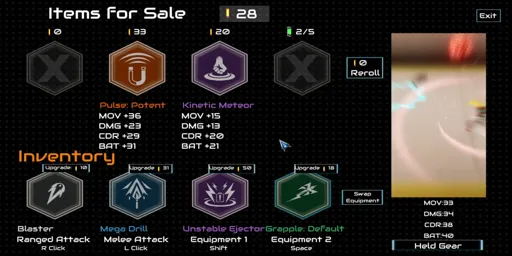 Items for Sale
28
Exit
0
33
20
2/5
X
X
0
Reroll
Pulse: Potent
MOV +36
DMG +23
CDR +29
BAT +31
Kinetic Meteor
MOV +15
DMG +13
CDR +20
BAT +21
Inventory
Upgrade 10
Upgrade 31
Upgrade 50
Upgrade 18
Swap
Equipment
Blaster
Ranged Attack
R Click
Mega Drill
Melee Attack
L Click
Unstable Ejector
Equipment 1
Shift
Grapple: Default
Equipment 2
Space
MOV:33
DMG:34
CDR:38
BAT:40
Held Gear